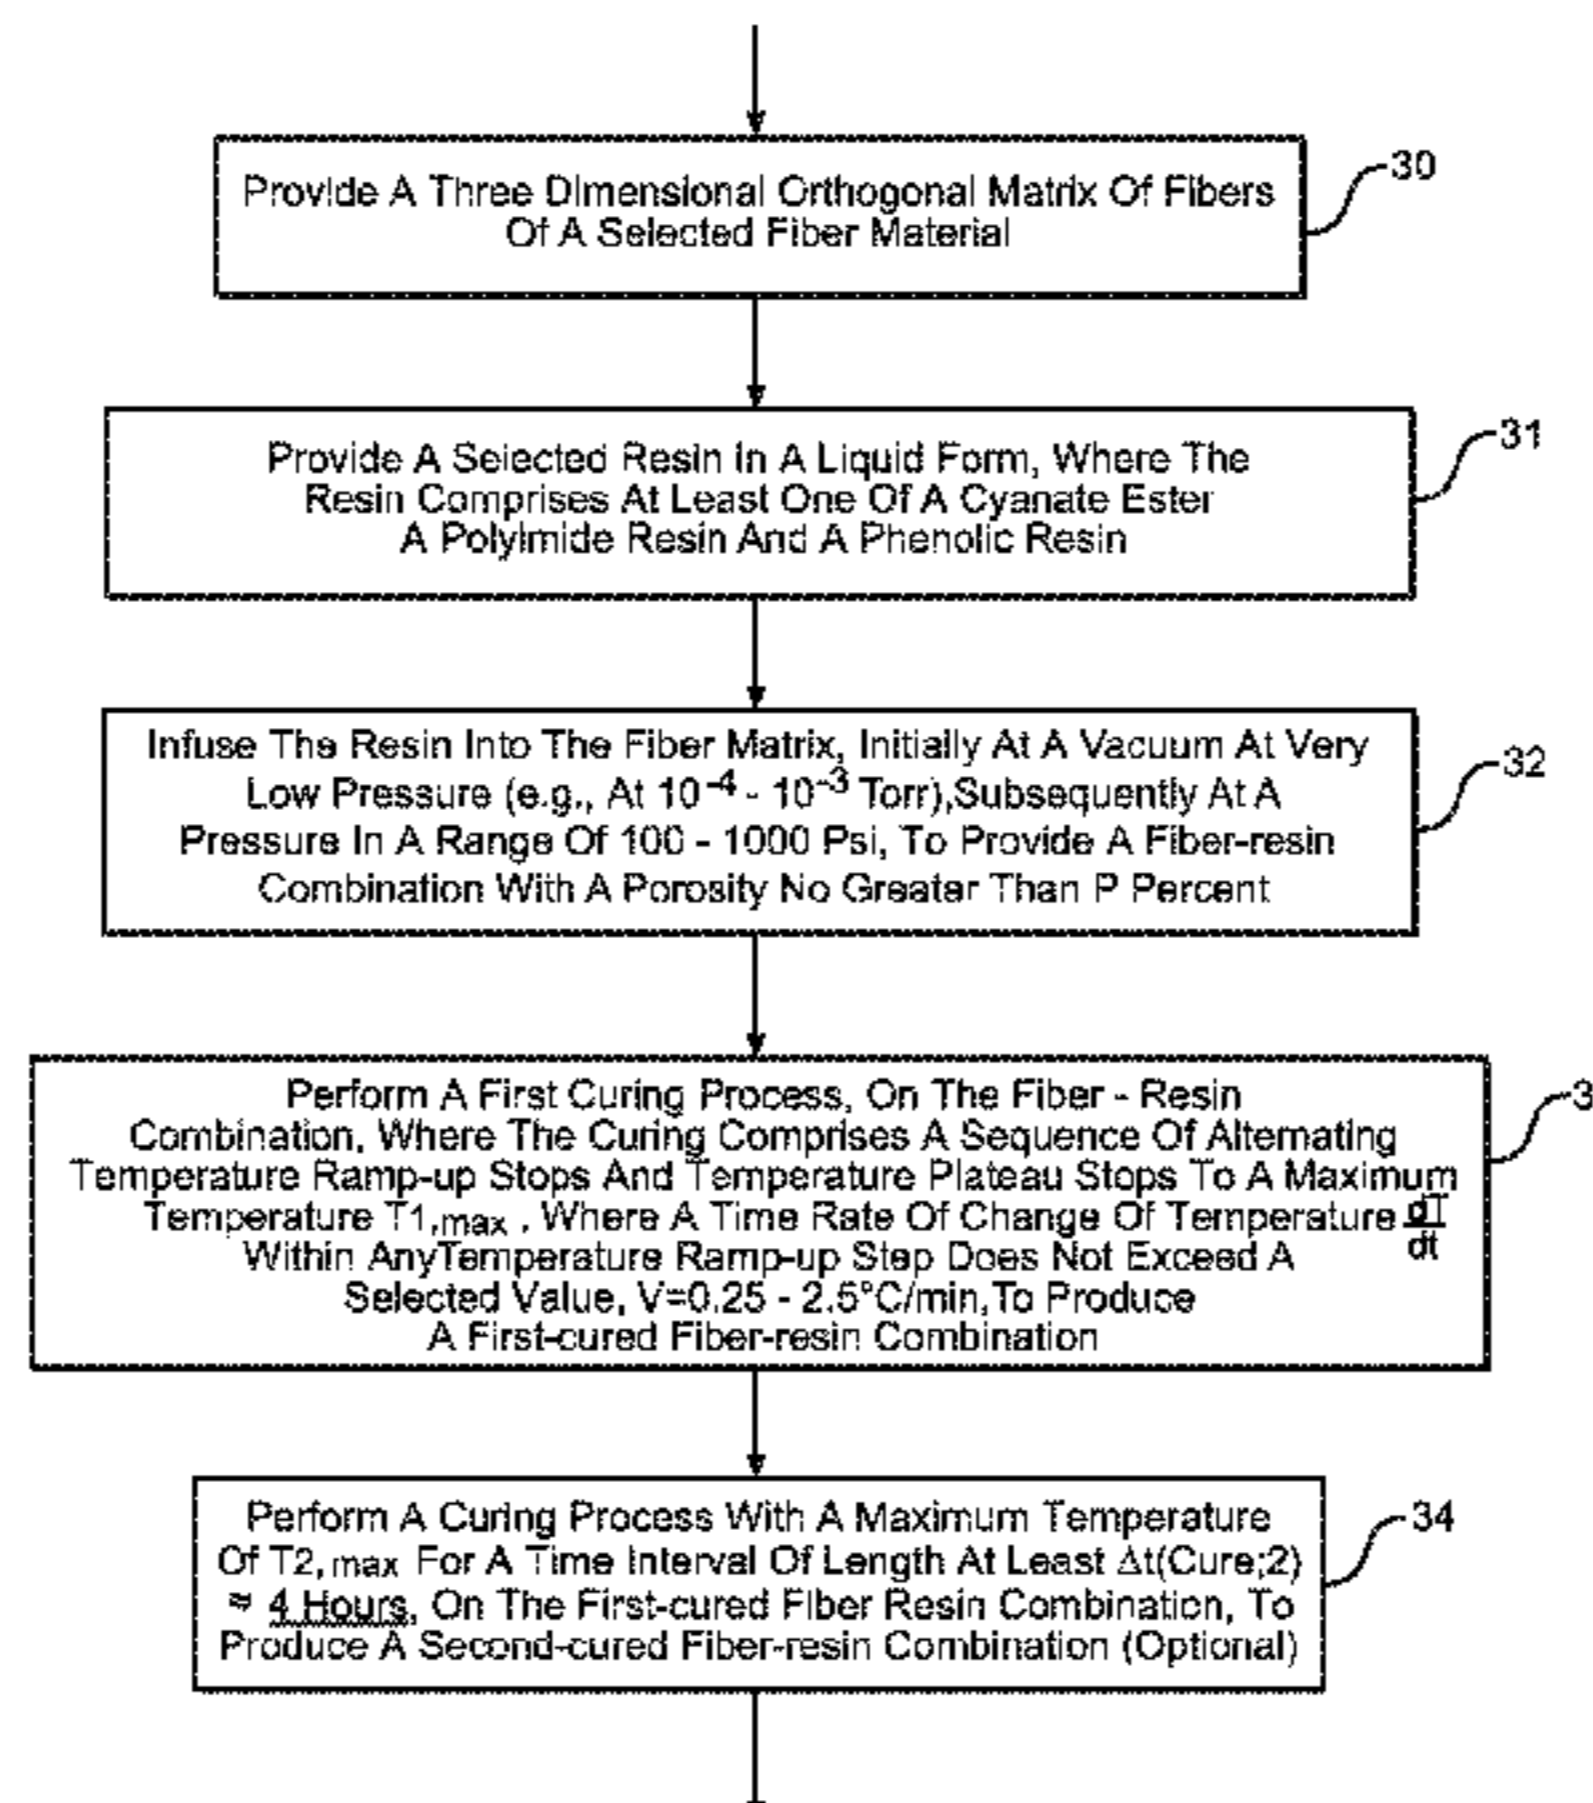 Provide A Three Dimensional Orthogonal Matrix Of Fibers
Of A Selected Fiber Material
30
Provide A Selected Resin In A Liquid Form, Where The
Resin Comprises At Least One Of A Cyanate Ester
A Polyimide Resin And A Phenolic Resin
31
Infuse The Resin Into The Fiber Matrix, Initially At A Vacuum At Very
Low Pressure (e.g., At 10⁻⁴ - 10⁻³ Torr),Subsequently At A
Pressure In A Range Of 100 - 1000 Psi, To Provide A Fiber-resin
Combination With A Porosity No Greater Than P Percent
32
Perform A First Curing Process, On The Fiber - Resin
Combination, Where The Curing Comprises A Sequence Of Alternating
Temperature Ramp-up Stops And Temperature Plateau Stops To A Maximum
Temperature T1,max , Where A Time Rate Of Change Of Temperature dT/dt
Within AnyTemperature Ramp-up Step Does Not Exceed A
Selected Value, V=0.25 - 2.5°C/min,To Produce
A First-cured Fiber-resin Combination
3
Perform A Curing Process With A Maximum Temperature
Of T2,max For A Time Interval Of Length At Least Δt(Cure;2)
≈ 4 Hours, On The First-cured Fiber Resin Combination, To
Produce A Second-cured Fiber-resin Combination (Optional)
34